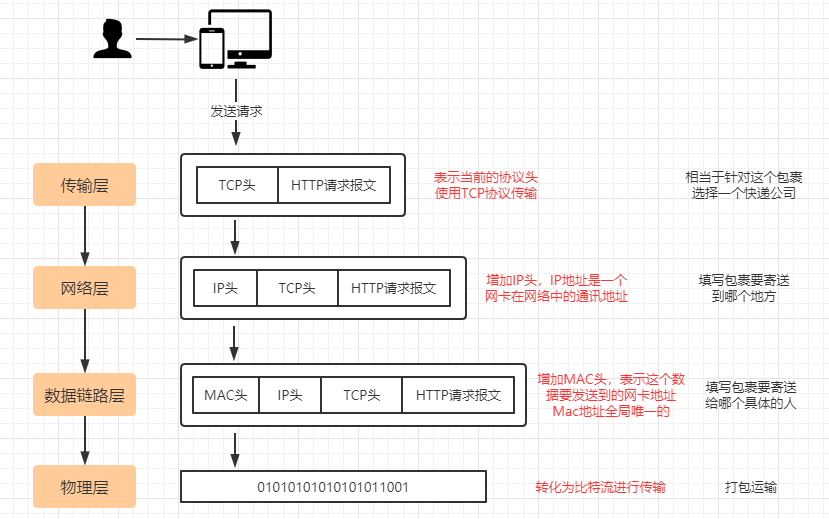 发送请求
传输层
TCP头 HTTP请求报文
表示当前的协议头
使用TCP协议传输
相当于针对这个包裹
选择一个快递公司
网络层
IP头 TCP头 HTTP请求报文
增加IP头，IP地址是一个
网卡在网络中的通讯地址
填写包裹要寄送
到哪个地方
数据链路层
MAC头 IP头 TCP头 HTTP请求报文
增加MAC头，表示这个数
据要发送到的网卡地址
Mac地址全局唯一的
填写包裹要寄送
给哪个具体的人
物理层
01010101010101011001
转化为比特流进行传输
打包运输